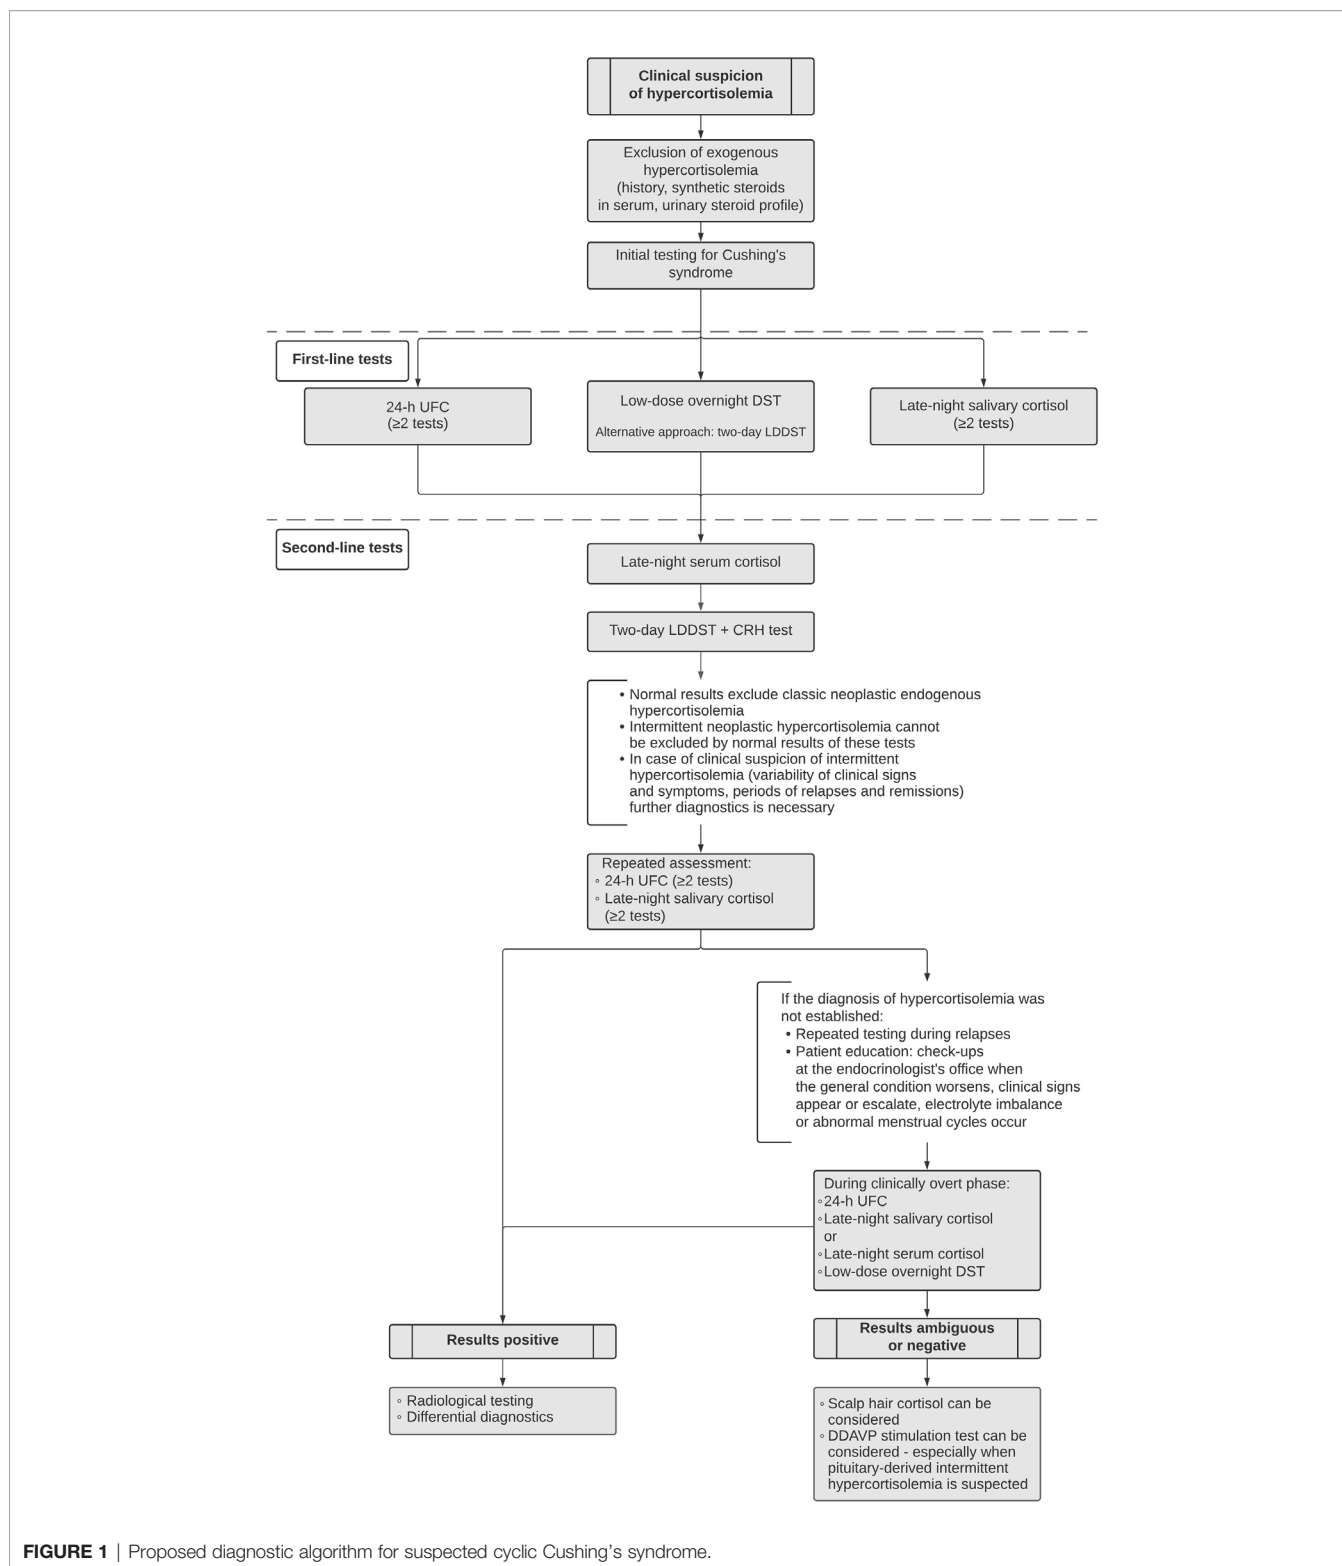 Clinical suspicion
of hypercortisolemia
Exclusion of exogenous
hypercortisolemia
(history, synthetic steroids
in serum, urinary steroid profile)
Initial testing for Cushing's
syndrome
First-line tests
24-h UFC
(≥2 tests)
Low-dose overnight DST
Alternative approach: two-day LDDST
Late-night salivary cortisol
(≥2 tests)
Second-line tests
Late-night serum cortisol
Two-day LDDST + CRH test
• Normal results exclude classic neoplastic endogenous
hypercortisolemia
• Intermittent neoplastic hypercortisolemia cannot
be excluded by normal results of these tests
• In case of clinical suspicion of intermittent
hypercortisolemia (variability of clinical signs
and symptoms, periods of relapses and remissions)
further diagnostics is necessary
Repeated assessment:
◦ 24-h UFC (≥2 tests)
◦ Late-night salivary cortisol
(≥2 tests)
If the diagnosis of hypercortisolemia was
not established:
• Repeated testing during relapses
• Patient education: check-ups
at the endocrinologist's office when
the general condition worsens, clinical signs
appear or escalate, electrolyte imbalance
or abnormal menstrual cycles occur
During clinically overt phase:
◦24-h UFC
◦Late-night salivary cortisol
or
◦Late-night serum cortisol
◦Low-dose overnight DST
Results positive
◦ Radiological testing
◦ Differential diagnostics
Results ambiguous
or negative
◦ Scalp hair cortisol can be
considered
◦ DDAVP stimulation test can be
considered - especially when
pituitary-derived intermittent
hypercortisolemia is suspected
FIGURE 1 | Proposed diagnostic algorithm for suspected cyclic Cushing's syndrome.